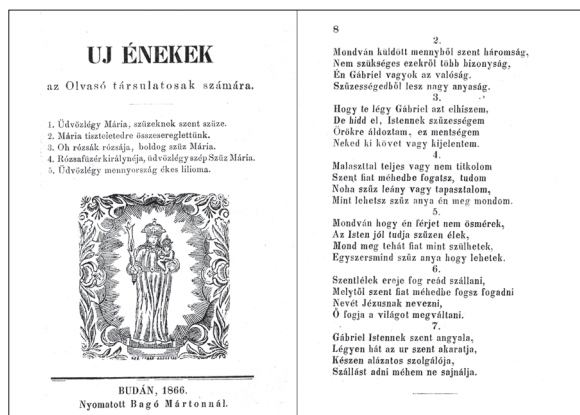 UJ ÉNEKEK
az Olvasó társulatosak számára.
1. Üdvözlégy Mária, szüzeknek szent szüze.
2. Mária tiszteletedre összesereglettünk.
3. Oh rózsák rózsája, boldog szüz Mária.
4. Rózsafüzér királynéja, üdvözlégy szép Szüz Mária.
5. Üdvözlégy mennyország ékes lilioma.
BUDÁN, 1866.
Nyomatott Bagó Mártonnál.
8
2.
Mondván küldött mennyből szent háromság,
Nem szükséges ezekről több bizonyság,
Én Gábriel vagyok az valóság.
Szüzességedből lesz nagy anyaság.
3.
Hogy te légy Gábriel azt elhiszem,
De hidd el, Istennek szüzességem
Örökre áldoztam, ez mentségem
Neked ki követ vagy kijelentem.
4.
Malaszttal teljes vagy nem titkolom
Szent fiat méhedbe fogatsz, tudom
Noha szüz leány vagy tapasztalom,
Mint lehetsz szüz anya én meg mondom.
5.
Mondván hogy én férjet nem ösmérek,
Az Isten jól tudja szüzen élek,
Mond meg tehát fiat mint szülhetek,
Egyszersmind szüz anya hogy lehetek.
6.
Szentlélek ereje fog reád szállani,
Melytől szent fiat méhedbe fogsz fogadni
Nevét Jézusnak nevezni,
Ő fogja a világot megváltani.
7.
Gábriel Istennek szent angyala,
Légyen hát az ur szent akaratja,
Készen alázatos szolgálója,
Szállást adni méhem ne sajnálja.